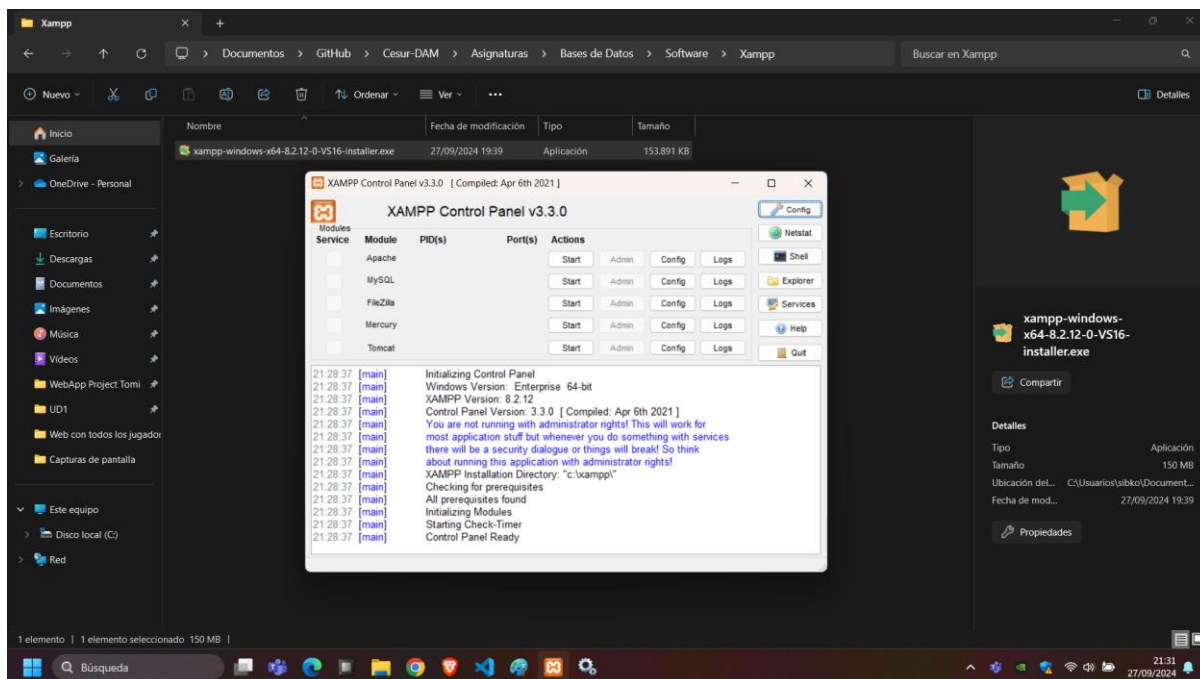 Xampp
Documentos > GitHub > Cesur-DAM > Asignaturas > Bases de Datos > Software > Xampp
Buscar en Xampp
Nuevo
Ordenar
Ver
Detalles
Inicio
Galería
OneDrive - Personal
Escritorio
Descargas
Documentos
Imágenes
Música
Vídeos
WebApp Project Tomi
UD1
Web con todos los jugador
Capturas de pantalla
Este equipo
Disco local (C:)
Red
Nombre Fecha de modificación Tipo Tamaño
xampp-windows-x64-8.2.12-0-VS16-installer.exe 27/09/2024 19:39 Aplicación 153.891 KB
XAMPP Control Panel v3.3.0 [ Compiled: Apr 6th 2021 ]
XAMPP Control Panel v3.3.0
Modules
Service Module PID(s) Port(s) Actions
Apache Start Admin Config Logs
MySQL Start Admin Config Logs
FileZilla Start Admin Config Logs
Mercury Start Admin Config Logs
Tomcat Start Admin Config Logs
Config
Netstat
Shell
Explorer
Services
Help
Quit
21:28:37 [main] Initializing Control Panel
21:28:37 [main] Windows Version: Enterprise 64-bit
21:28:37 [main] XAMPP Version: 8.2.12
21:28:37 [main] Control Panel Version: 3.3.0 [ Compiled: Apr 6th 2021 ]
21:28:37 [main] You are not running with administrator rights! This will work for
21:28:37 [main] most application stuff but whenever you do something with services
21:28:37 [main] there will be a security dialogue or things will break! So think
21:28:37 [main] about running this application with administrator rights!
21:28:37 [main] XAMPP Installation Directory: "c:\xampp\"
21:28:37 [main] Checking for prerequisites
21:28:37 [main] All prerequisites found
21:28:37 [main] Initializing Modules
21:28:37 [main] Starting Check-Timer
21:28:37 [main] Control Panel Ready
xampp-windows-
x64-8.2.12-0-VS16-
installer.exe
Compartir
Detalles
Tipo Aplicación
Tamaño 150 MB
Ubicación del... C:\Usuarios\sibko\Document...
Fecha de mod... 27/09/2024 19:39
Propiedades
1 elemento | 1 elemento seleccionado 150 MB |
Búsqueda
21:31
27/09/2024